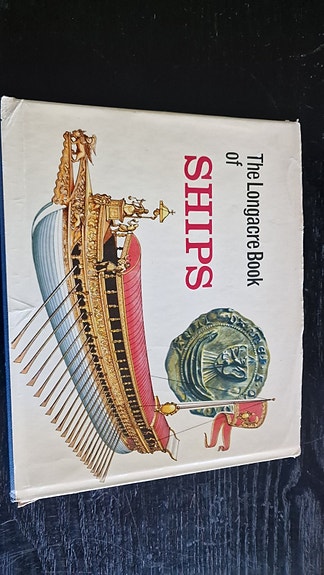 The Longacre Book
of
SHIPS